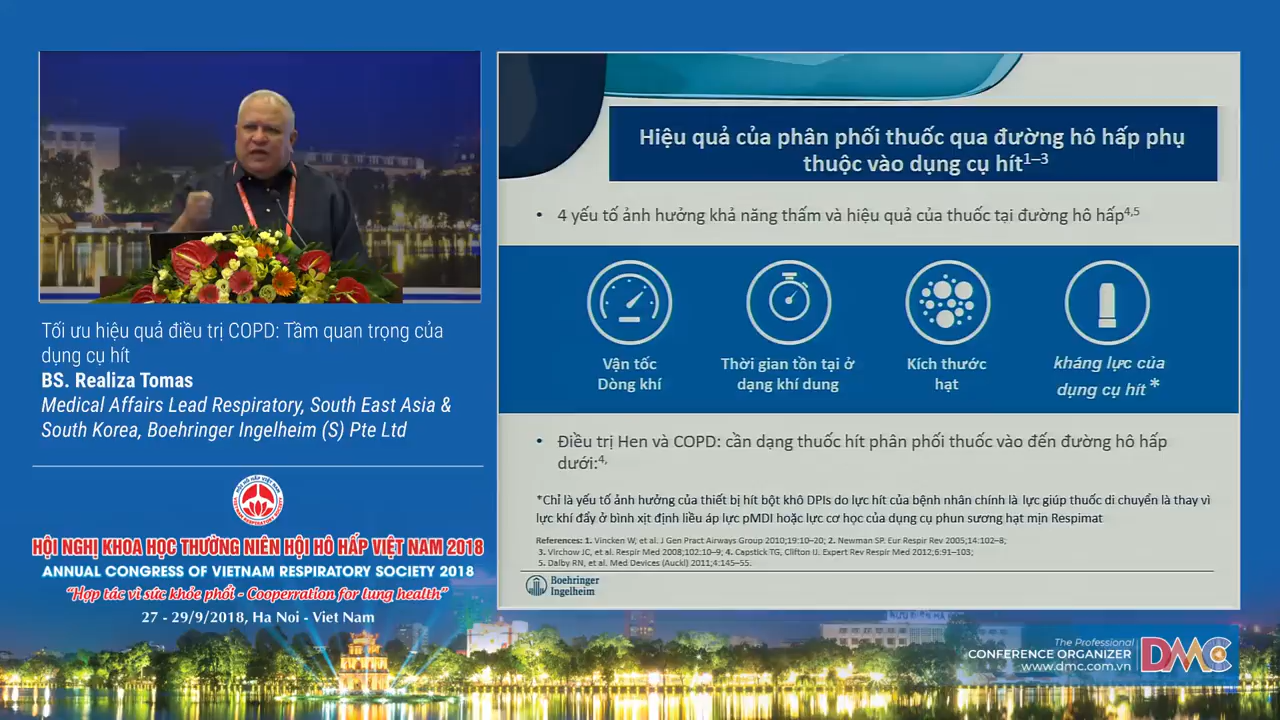 Hiệu quả của phân phối thuốc qua đường hô hấp phụ
thuộc vào dụng cụ hít1–3
• 4 yếu tố ảnh hưởng khả năng thấm và hiệu quả của thuốc tại đường hô hấp4,5
Vận tốc
Dòng khí
Thời gian tồn tại ở
dạng khí dung
Kích thước
hạt
kháng lực của
dụng cụ hít *
• Điều trị Hen và COPD: cần dạng thuốc hít phân phối thuốc vào đến đường hô hấp
dưới:4,
*Chỉ là yếu tố ảnh hưởng của thiết bị hít bột khô DPIs do lực hít của bệnh nhân chính là lực giúp thuốc di chuyển là thay vì
lực khí đẩy ở bình xịt định liều áp lực pMDI hoặc lực cơ học của dụng cụ phun sương hạt mịn Respimat
References: 1. Vincken W, et al. J Gen Pract Airways Group 2010;19:10–20; 2. Newman SP. Eur Respir Rev 2005;14:102–8;
3. Virchow JC, et al. Respir Med 2008;102:10–9; 4. Capstick TG, Clifton IJ. Expert Rev Respir Med 2012;6:91–103;
5. Dalby RN, et al. Med Devices (Auckl) 2011;4:145–55.
Boehringer
Ingelheim
Tối ưu hiệu quả điều trị COPD: Tầm quan trọng của
dụng cụ hít
BS. Realiza Tomas
Medical Affairs Lead Respiratory, South East Asia &
South Korea, Boehringer Ingelheim (S) Pte Ltd
HỘI HÔ HẤP VIỆT NAM
VIETNAM RESPIRATORY SOCIETY
HỘI NGHỊ KHOA HỌC THƯỜNG NIÊN HỘI HÔ HẤP VIỆT NAM 2018
ANNUAL CONGRESS OF VIETNAM RESPIRATORY SOCIETY 2018
"Hợp tác vì sức khỏe phổi - Cooperration for lung health"
27 - 29/9/2018, Ha Noi - Viet Nam
The Professional
CONFERENCE ORGANIZER
www.dmc.com.vn
DMC